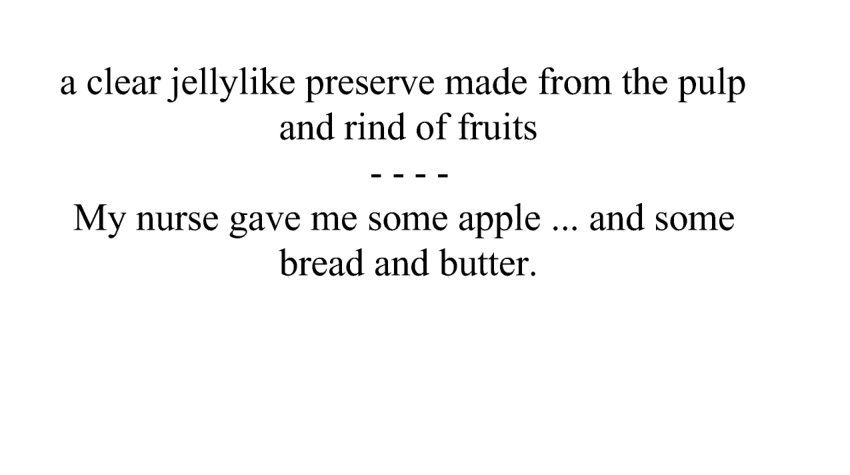 a clear jellylike preserve made from the pulp
and rind of fruits
- - - -
My nurse gave me some apple ... and some
bread and butter.